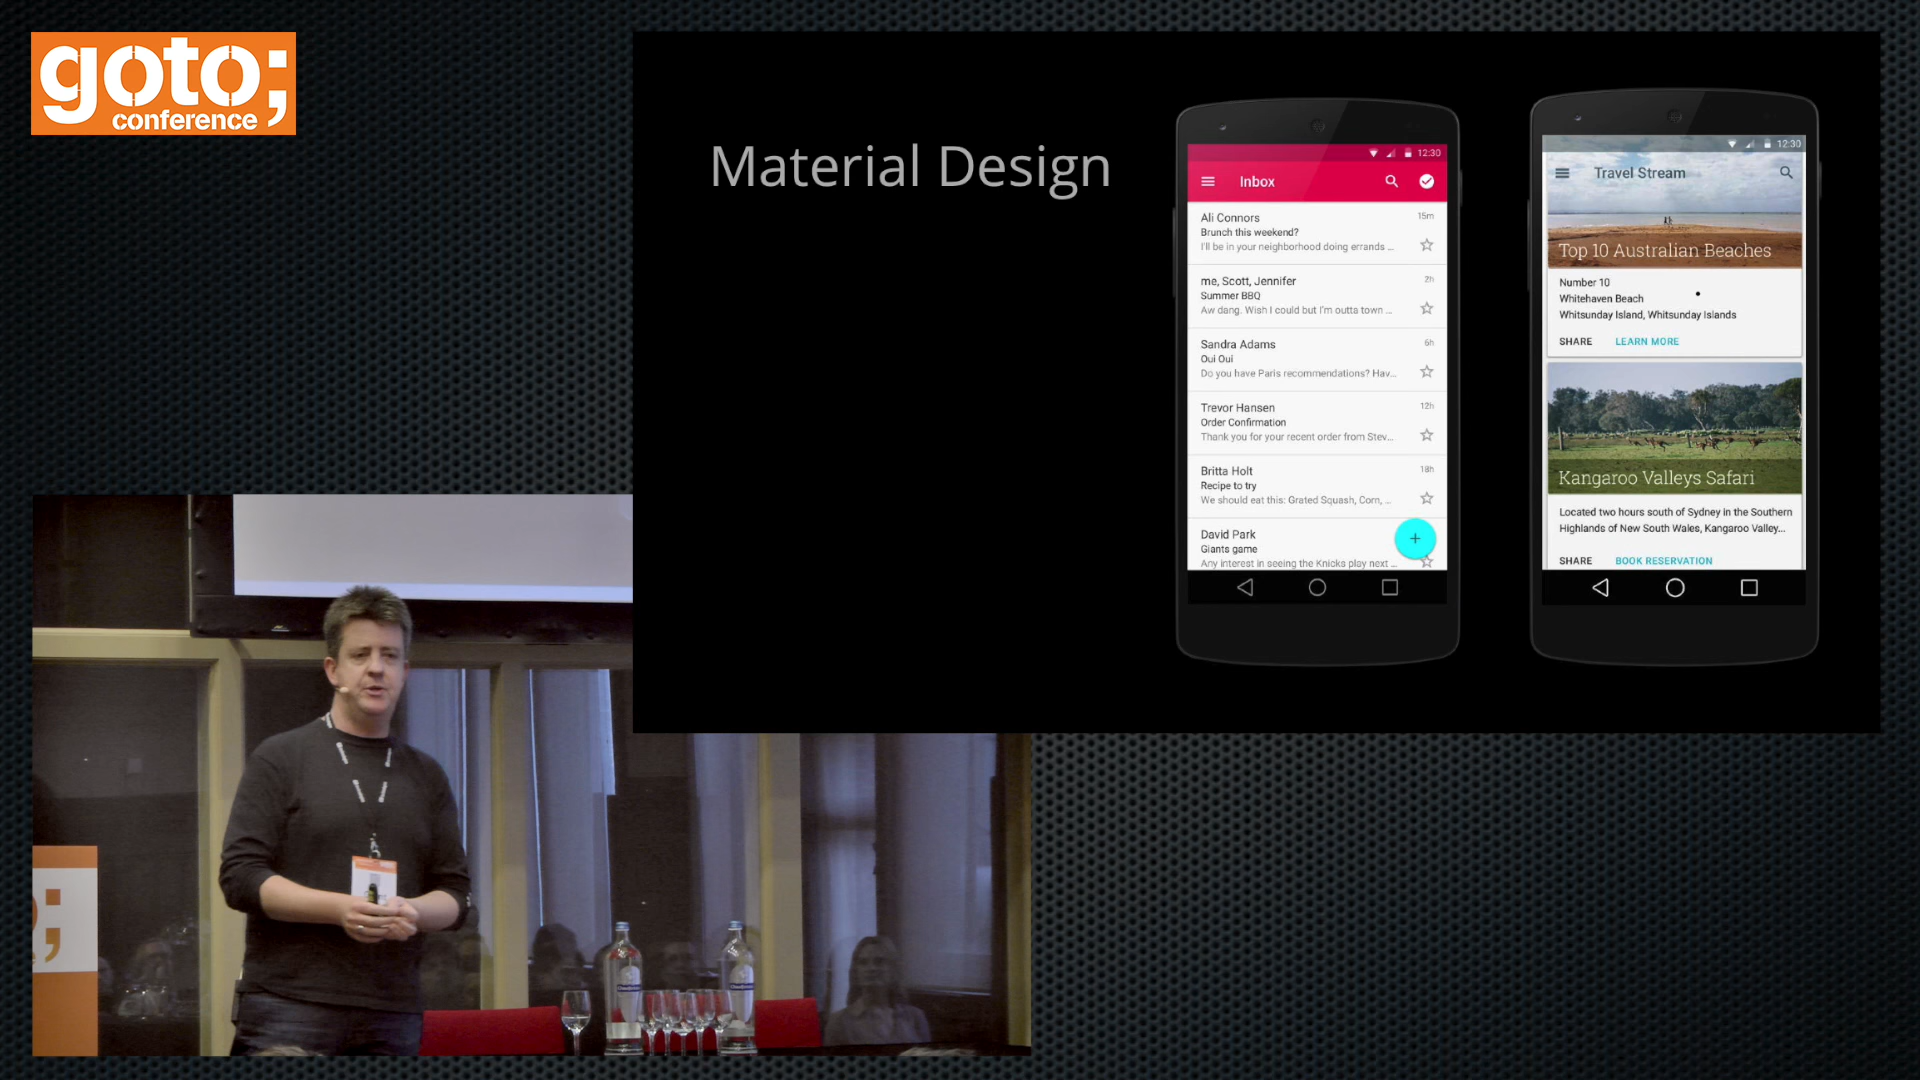 goto;
conference
Material Design
12:30
Inbox
Ali Connors
15m
Brunch this weekend?
I'll be in your neighborhood doing errands ...
me, Scott, Jennifer
2h
Summer BBQ
Aw dang. Wish I could but I'm outta town ...
Sandra Adams
6h
Oui Oui
Do you have Paris recommendations? Hav...
Trevor Hansen
12h
Order Confirmation
Thank you for your recent order from Stev...
Britta Holt
18h
Recipe to try
We should eat this: Grated Squash, Corn, ...
David Park
Giants game
Any interest in seeing the Knicks play next ...
12:30
Travel Stream
Top 10 Australian Beaches
Number 10
Whitehaven Beach
Whitsunday Island, Whitsunday Islands
SHARE LEARN MORE
Kangaroo Valleys Safari
Located two hours south of Sydney in the Southern
Highlands of New South Wales, Kangaroo Valley...
SHARE BOOK RESERVATION